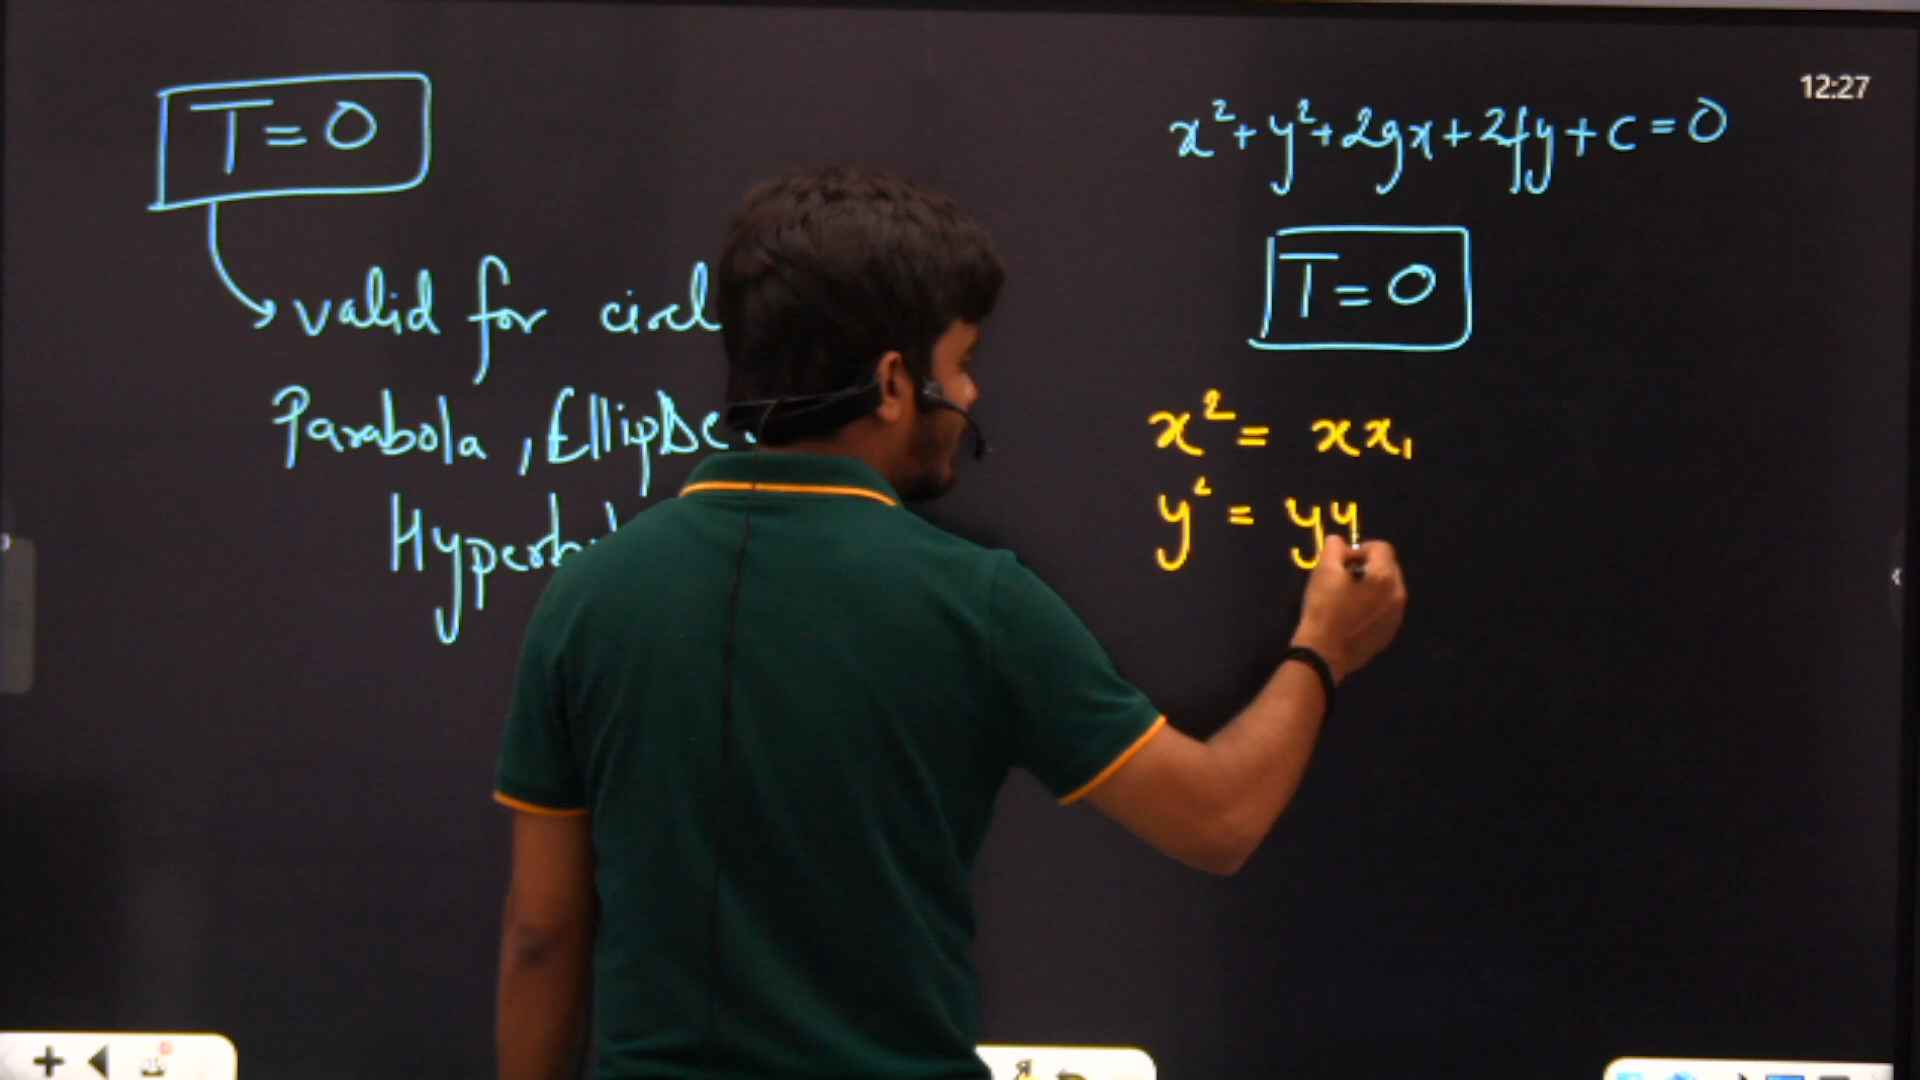 T = 0
valid for circl
Parabola, Ellipse.
Hyperb
12:27
x² + y² + 2gx + 2fy + c = 0
T = 0
x² = xx₁
y² = yy